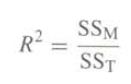 R² = SS_M / SS_T